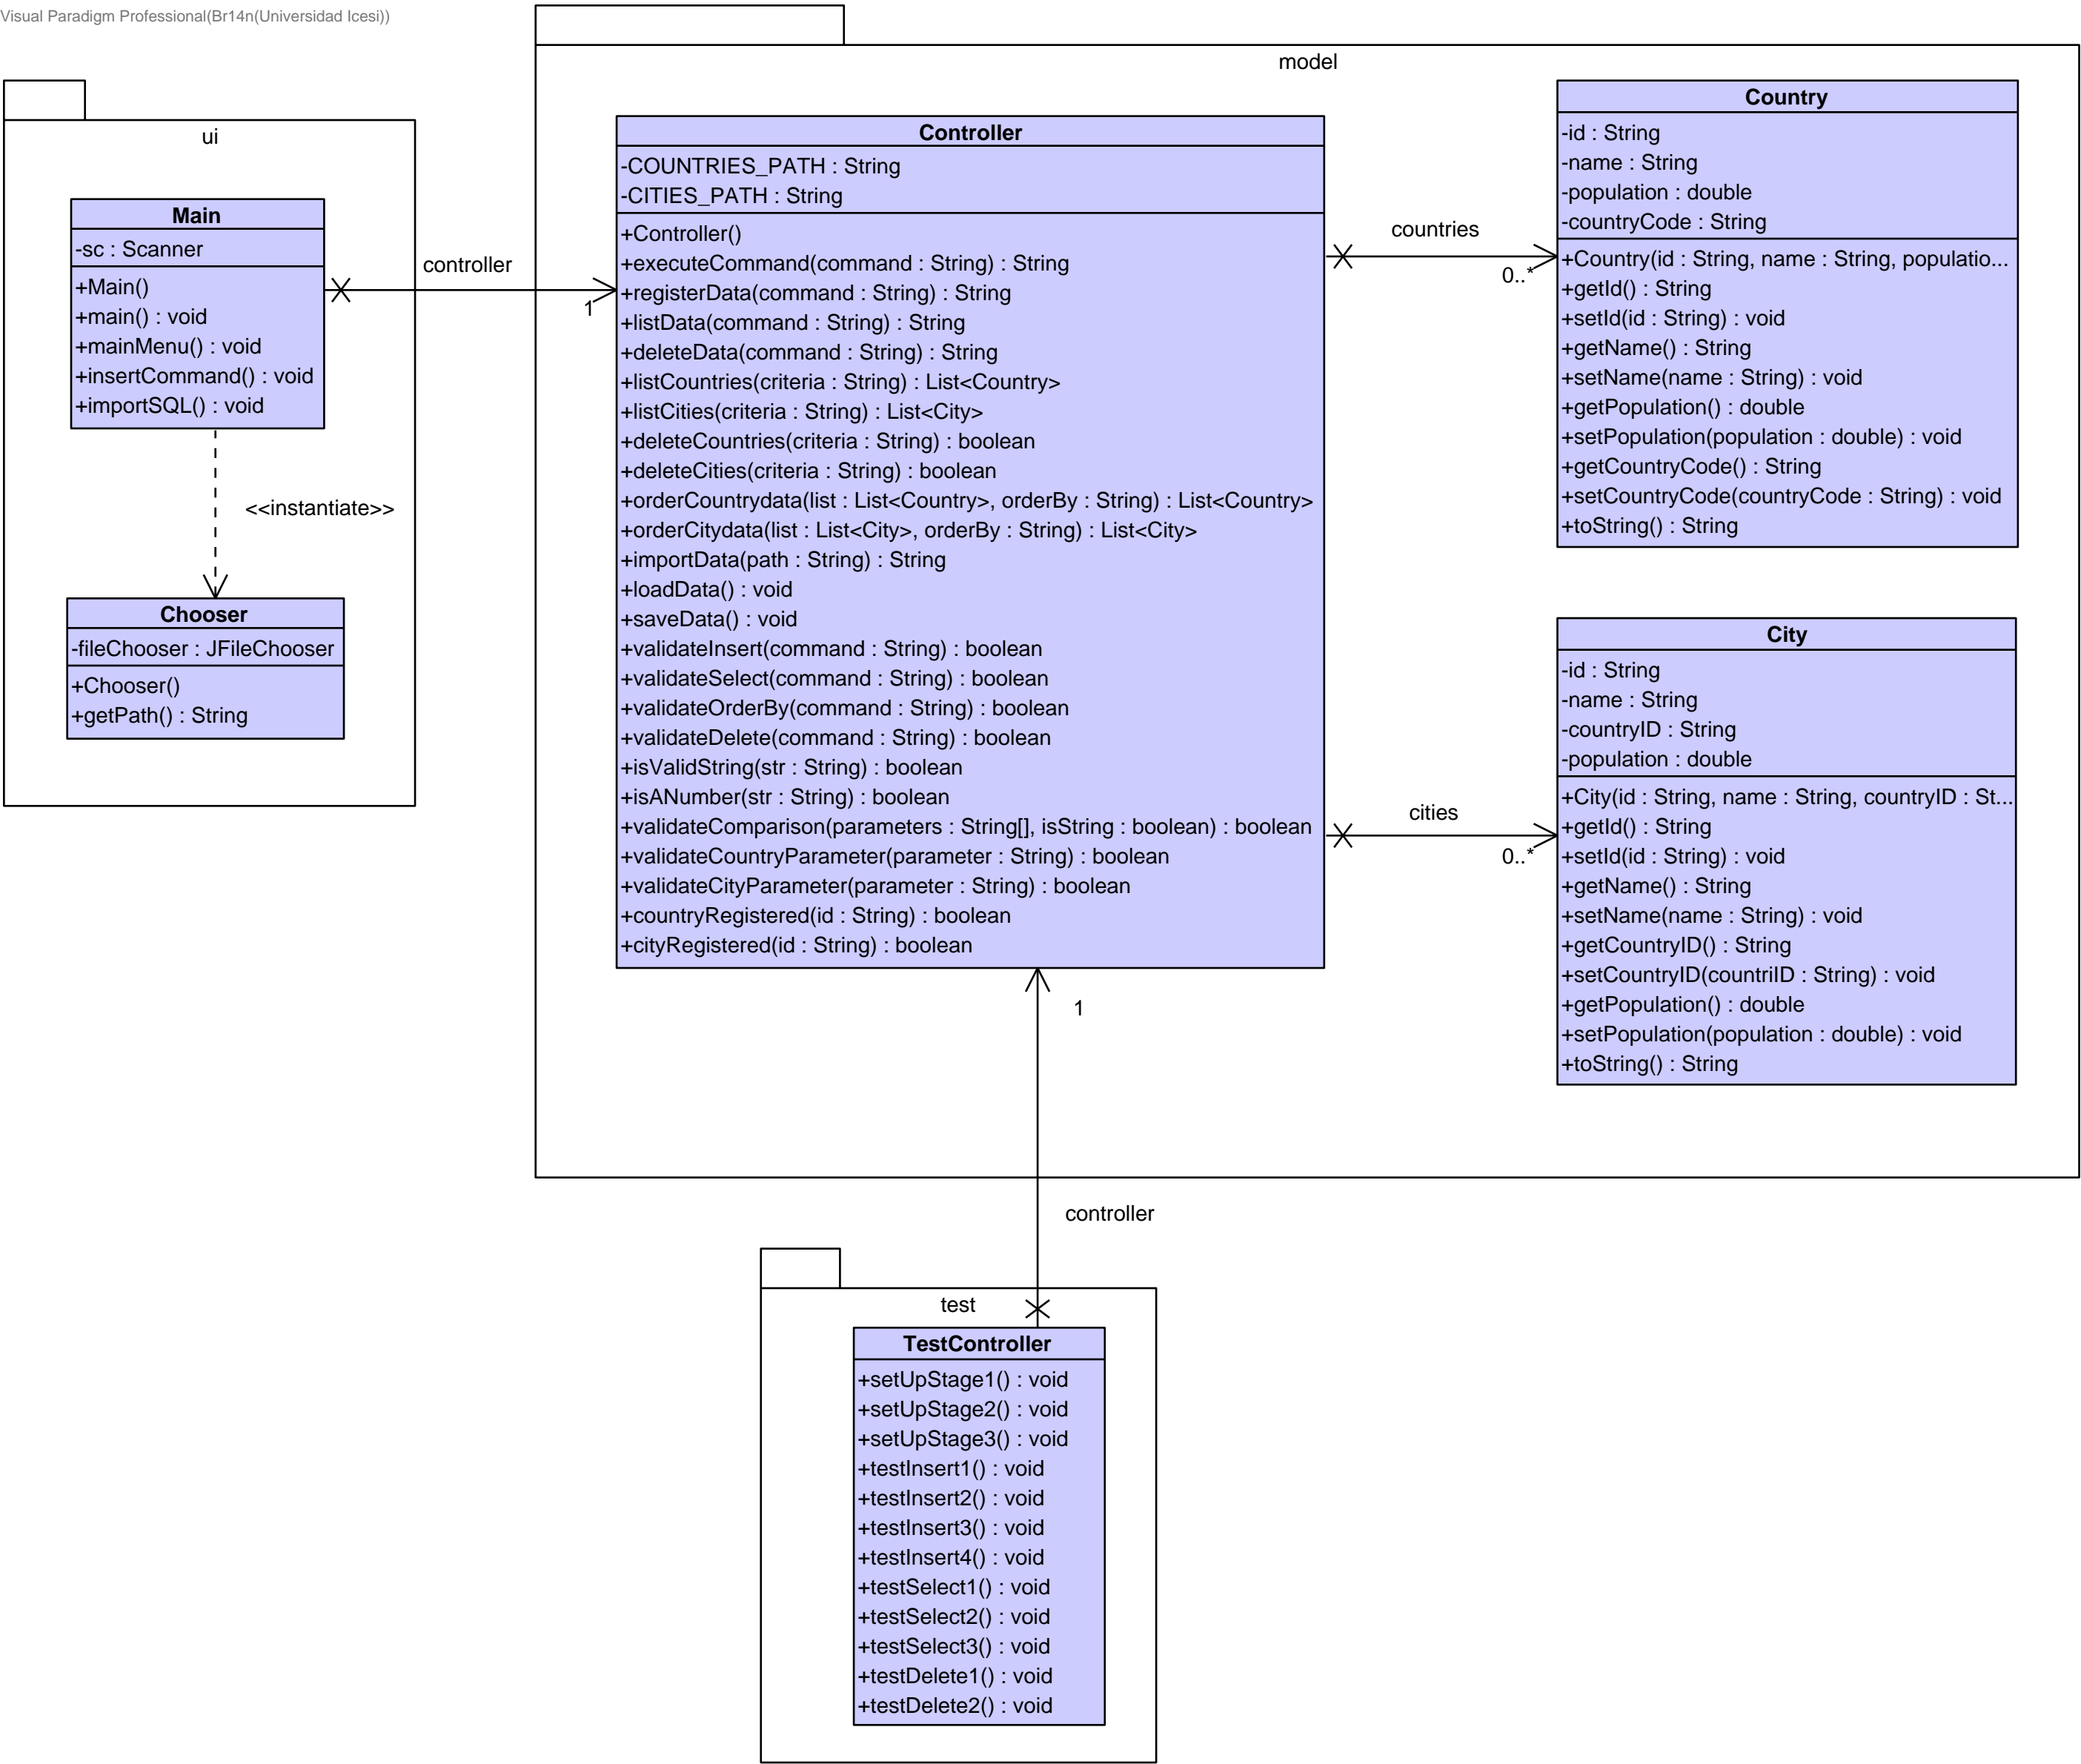 Visual Paradigm Professional(Br14n(Universidad Icesi))
ui
Main
-sc : Scanner
+Main()
+main() : void
+mainMenu() : void
+insertCommand() : void
+importSQL() : void
<<instantiate>>
Chooser
-fileChooser : JFileChooser
+Chooser()
+getPath() : String
controller
1
model
Controller
-COUNTRIES_PATH : String
-CITIES_PATH : String
+Controller()
+executeCommand(command : String) : String
+registerData(command : String) : String
+listData(command : String) : String
+deleteData(command : String) : String
+listCountries(criteria : String) : List<Country>
+listCities(criteria : String) : List<City>
+deleteCountries(criteria : String) : boolean
+deleteCities(criteria : String) : boolean
+orderCountrydata(list : List<Country>, orderBy : String) : List<Country>
+orderCitydata(list : List<City>, orderBy : String) : List<City>
+importData(path : String) : String
+loadData() : void
+saveData() : void
+validateInsert(command : String) : boolean
+validateSelect(command : String) : boolean
+validateOrderBy(command : String) : boolean
+validateDelete(command : String) : boolean
+isValidString(str : String) : boolean
+isANumber(str : String) : boolean
+validateComparison(parameters : String[], isString : boolean) : boolean
+validateCountryParameter(parameter : String) : boolean
+validateCityParameter(parameter : String) : boolean
+countryRegistered(id : String) : boolean
+cityRegistered(id : String) : boolean
countries
0..*
Country
-id : String
-name : String
-population : double
-countryCode : String
+Country(id : String, name : String, populatio...
+getId() : String
+setId(id : String) : void
+getName() : String
+setName(name : String) : void
+getPopulation() : double
+setPopulation(population : double) : void
+getCountryCode() : String
+setCountryCode(countryCode : String) : void
+toString() : String
cities
0..*
City
-id : String
-name : String
-countryID : String
-population : double
+City(id : String, name : String, countryID : St...
+getId() : String
+setId(id : String) : void
+getName() : String
+setName(name : String) : void
+getCountryID() : String
+setCountryID(countriID : String) : void
+getPopulation() : double
+setPopulation(population : double) : void
+toString() : String
1
controller
test
TestController
+setUpStage1() : void
+setUpStage2() : void
+setUpStage3() : void
+testInsert1() : void
+testInsert2() : void
+testInsert3() : void
+testInsert4() : void
+testSelect1() : void
+testSelect2() : void
+testSelect3() : void
+testDelete1() : void
+testDelete2() : void